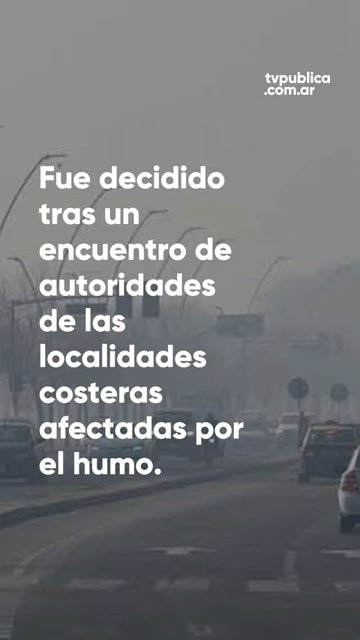 tvpublica
.com.ar
Fue decidido
tras un
encuentro de
autoridades
de las
localidades
costeras
afectadas por
el humo.